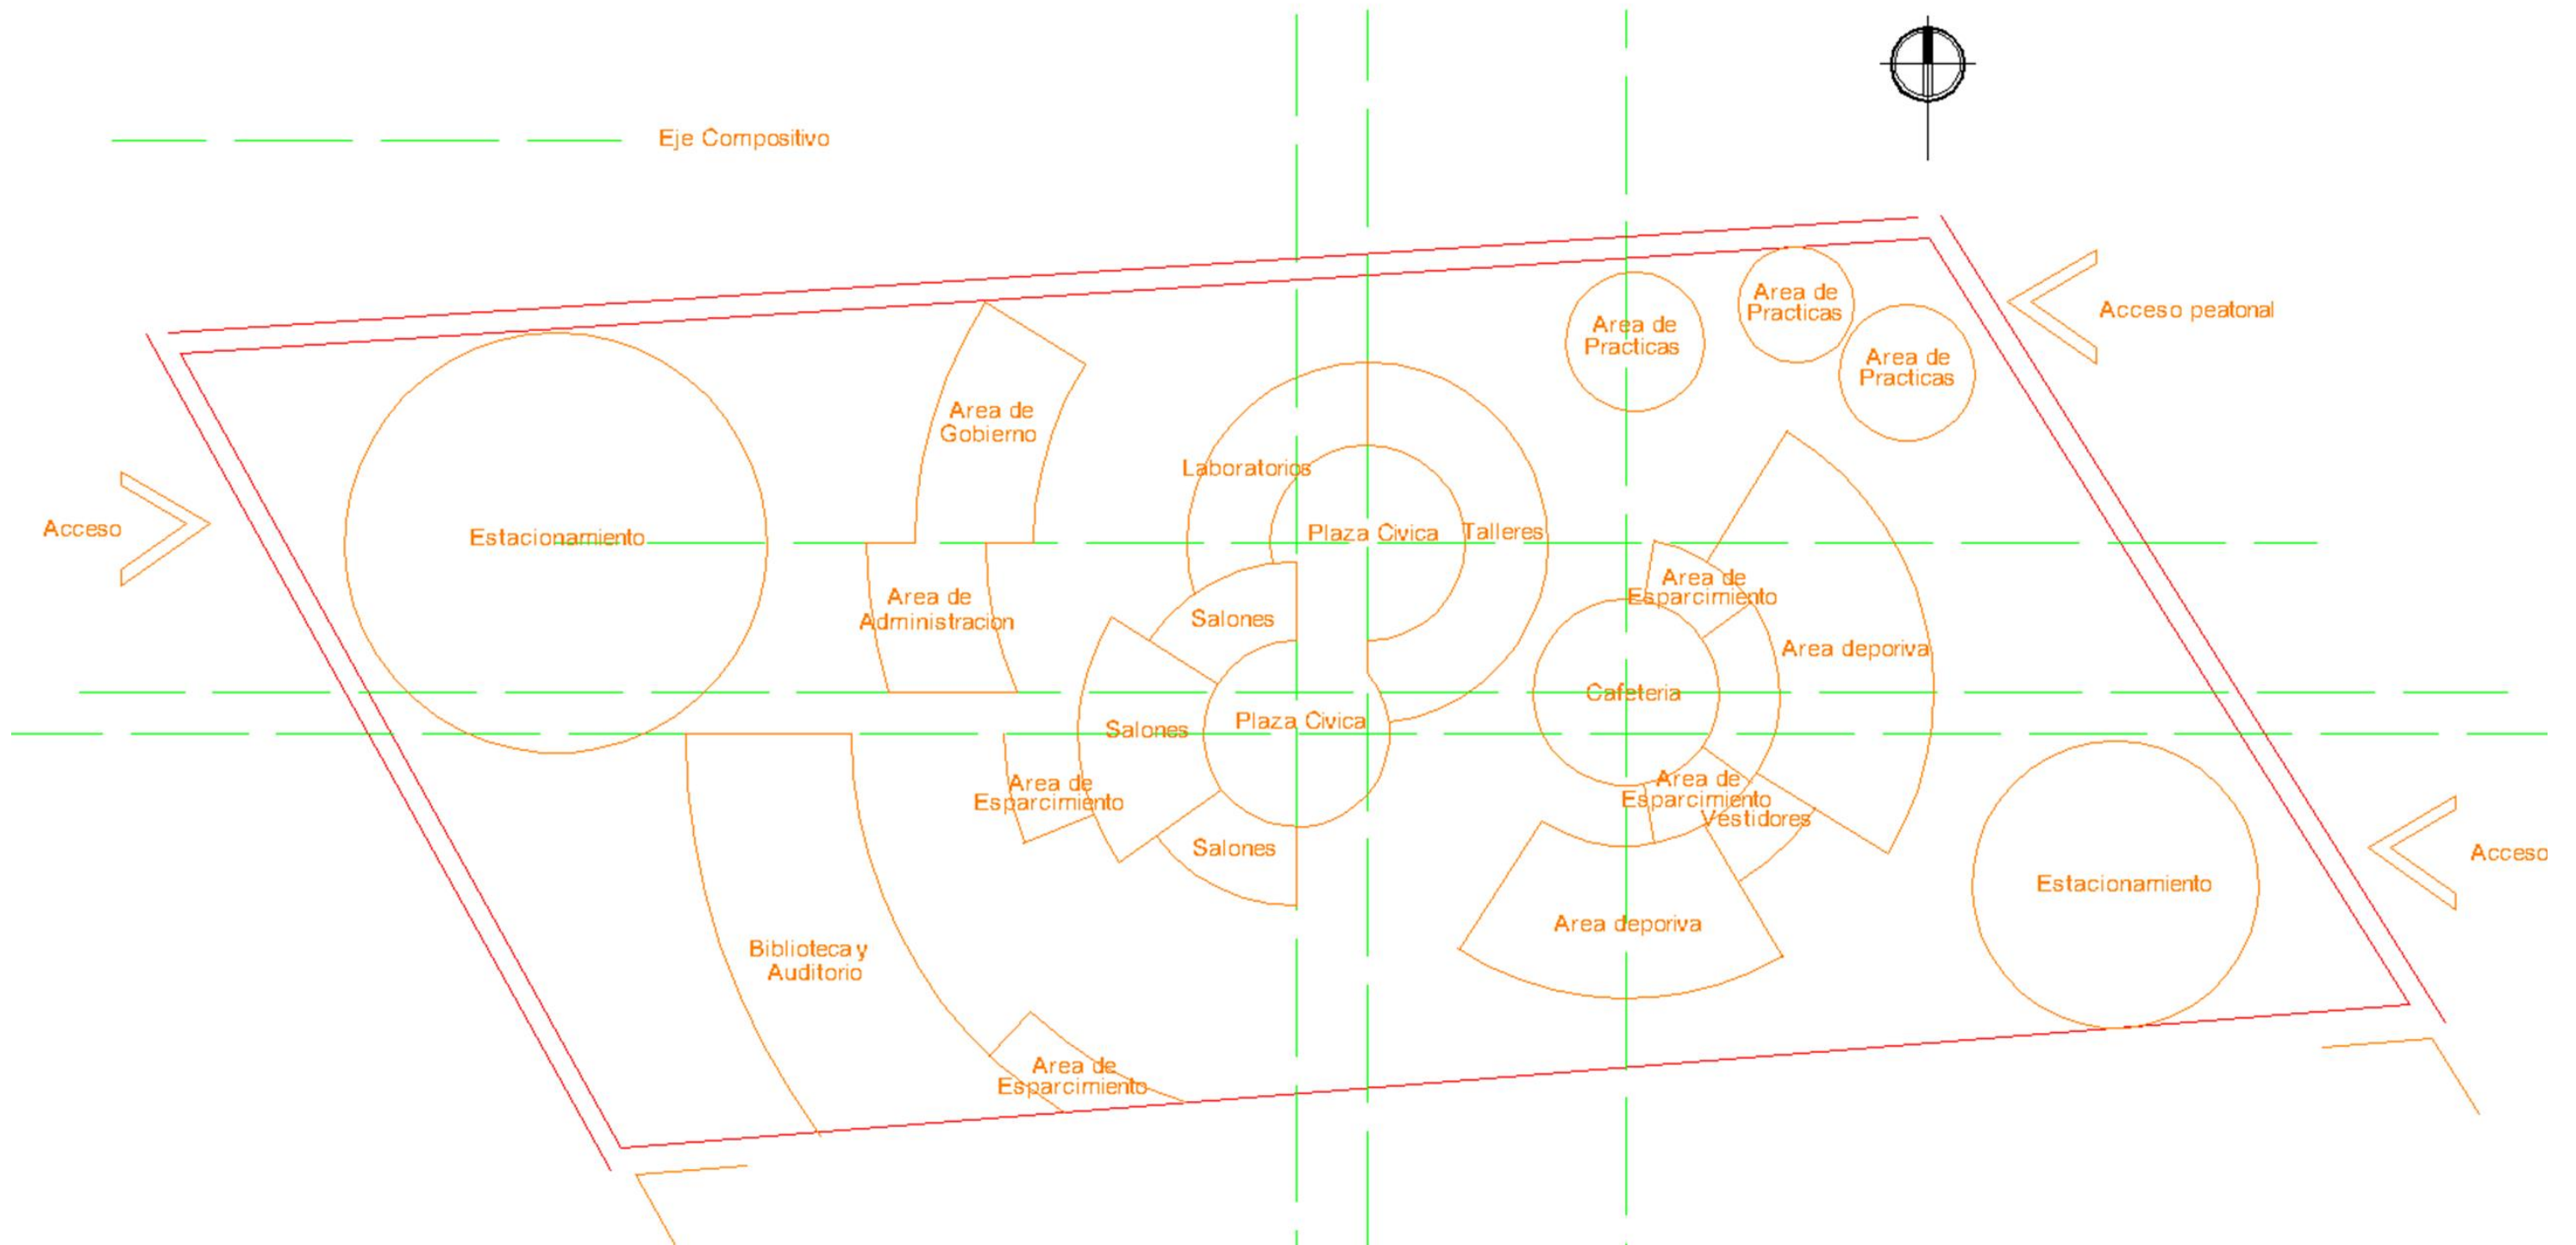 Eje Compositivo
Area de
Practicas
Acceso peatonal
Area de
Practicas
Area de
Practicas
Area de
Gobierno
Laboratorios
Acceso
Estacionamiento
Plaza Civica
Talleres
Area de
Esparcimiento
Area de
Administracion
Salones
Area deporiva
Cafeteria
Plaza Civica
Salones
Area de
Esparcimiento
Area de
Esparcimiento
Vestidores
Salones
Acceso
Estacionamiento
Area deporiva
Biblioteca y
Auditorio
Area de
Esparcimiento